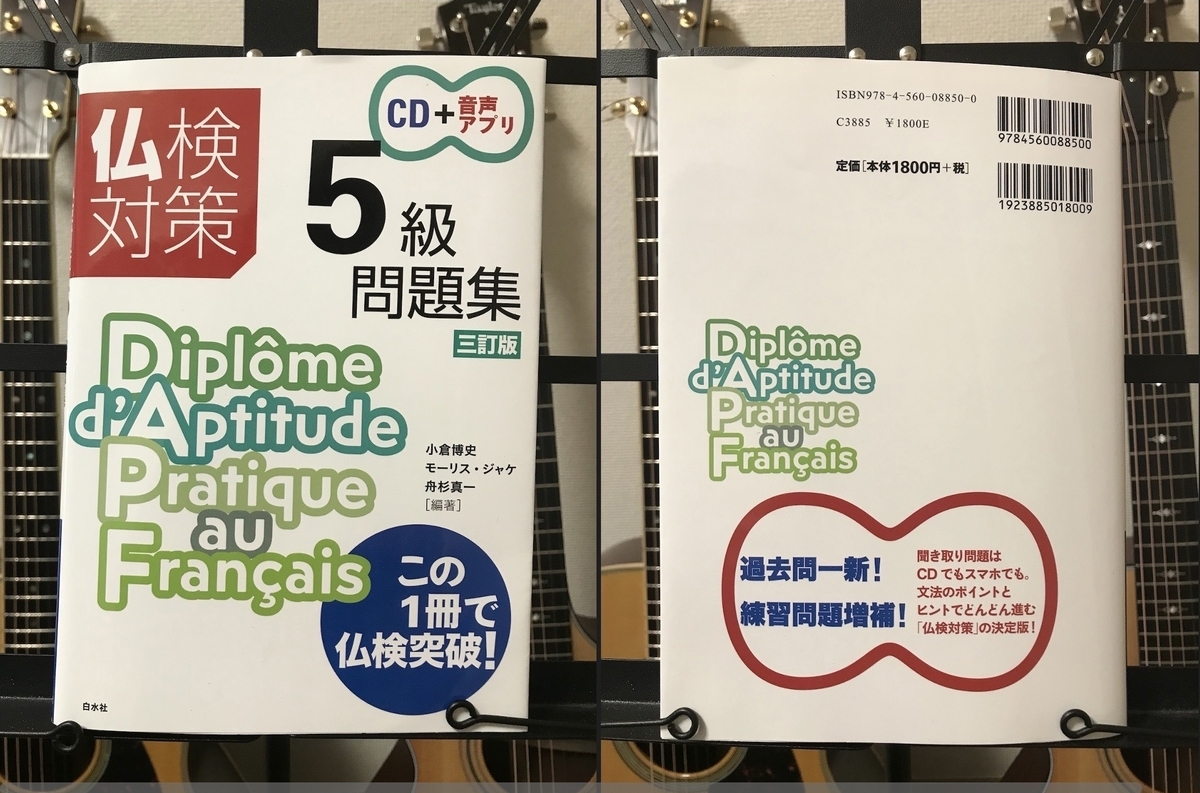 Taylor
CD+音声
アプリ
仏検
対策
5級
問題集
三訂版
Diplôme
d'Aptitude
Pratique
au
Français
小倉博史
モーリス・ジャケ
舟杉真一
[編著]
この
1冊で
仏検突破!
白水社
ISBN978-4-560-08850-0
C3885 ￥1800E
定価[本体1800円+税]
9784560088500
1923885018009
Diplôme
d'Aptitude
Pratique
au
Français
過去問一新!
練習問題増補!
聞き取り問題は
CDでもスマホでも。
文法のポイントと
ヒントでどんどん進む
「仏検対策」の決定版!